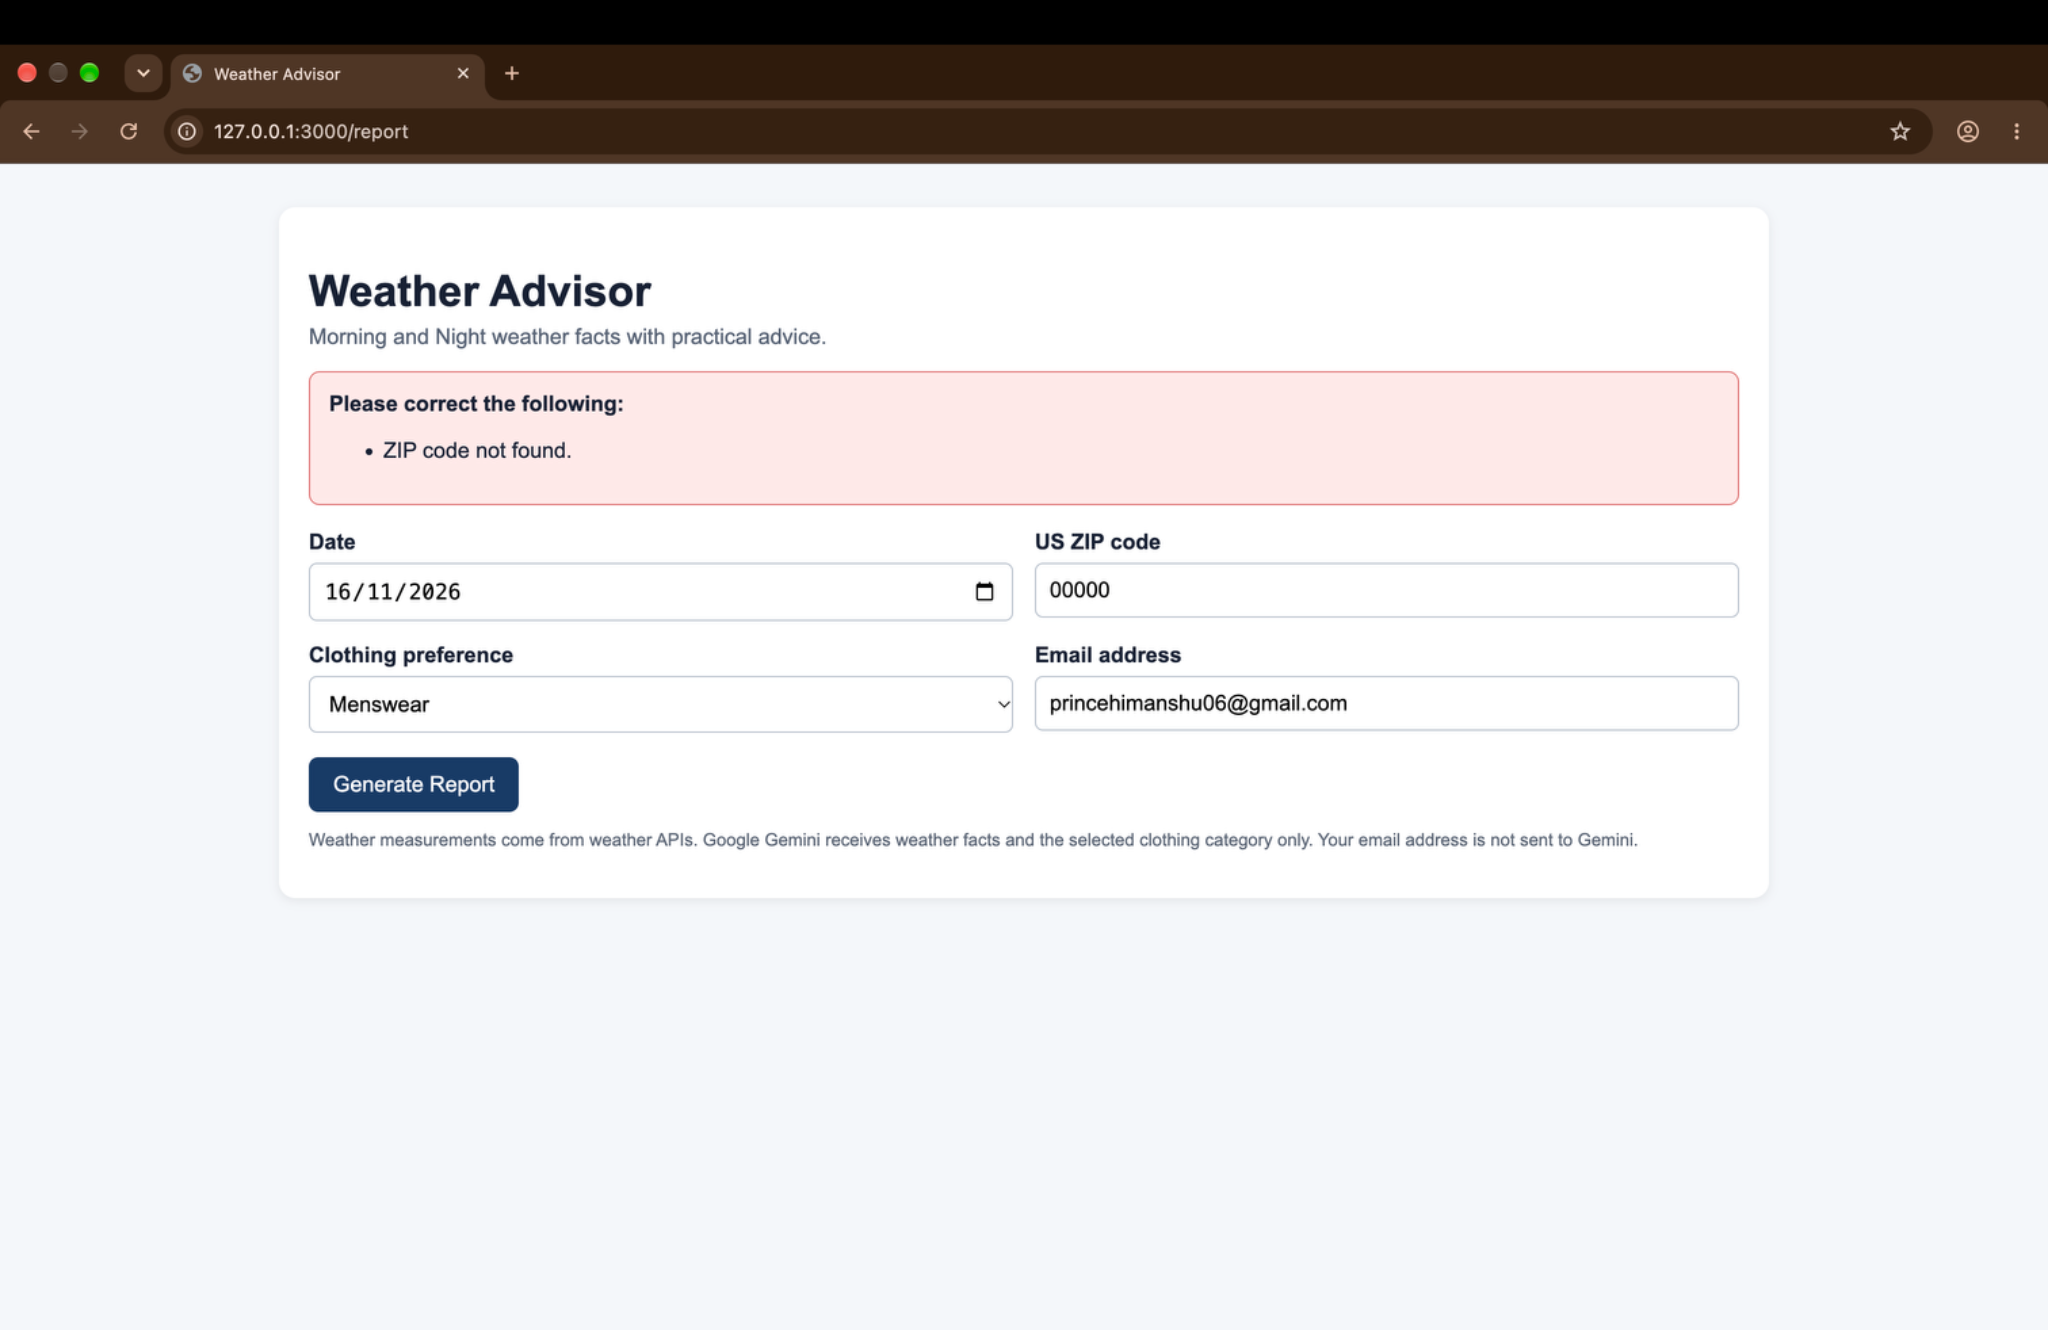 Weather Advisor
127.0.0.1:3000/report
Weather Advisor
Morning and Night weather facts with practical advice.
Please correct the following:
• ZIP code not found.
Date
US ZIP code
16/11/2026
00000
Clothing preference
Email address
Menswear
princehimanshu06@gmail.com
Generate Report
Weather measurements come from weather APIs. Google Gemini receives weather facts and the selected clothing category only. Your email address is not sent to Gemini.